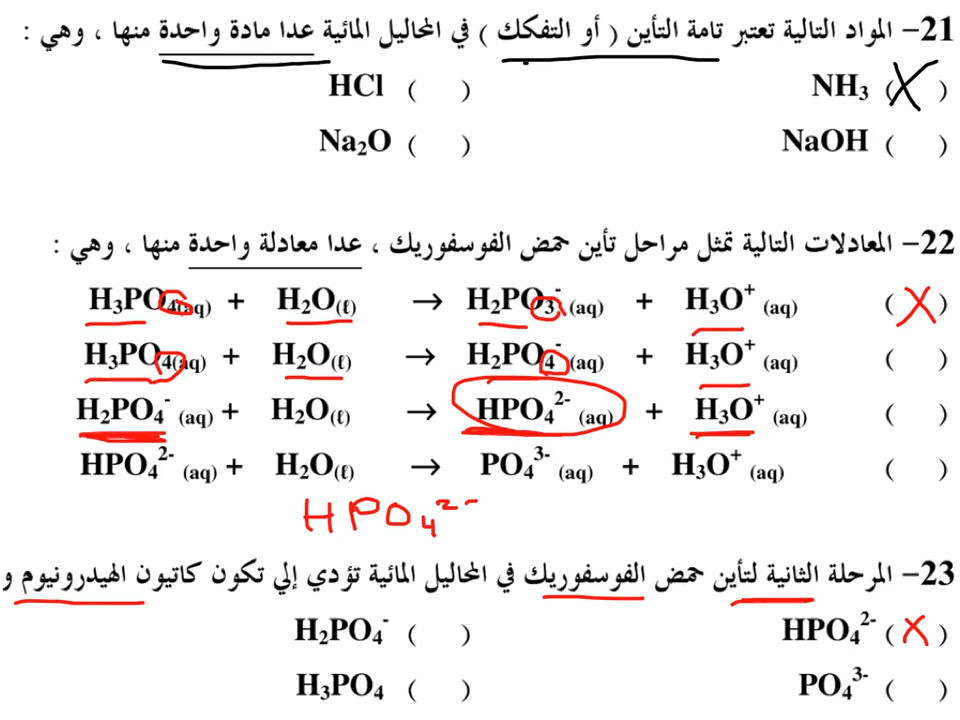 21– المواد التالية تعتبر تامة التأين ( أو التفكك ) في المحاليل المائية عدا مادة واحدة منها ، وهي :
NH₃ ( X )    HCl ( )
NaOH ( )    Na₂O ( )
22– المعادلات التالية تمثل مراحل تأين حمض الفوسفوريك ، عدا معادلة واحدة منها ، وهي :
H₃PO₄(aq) + H₂O(ℓ) → H₂PO₃⁻(aq) + H₃O⁺(aq) ( X )
H₃PO₄(aq) + H₂O(ℓ) → H₂PO₄⁻(aq) + H₃O⁺(aq) ( )
H₂PO₄⁻(aq) + H₂O(ℓ) → HPO₄²⁻(aq) + H₃O⁺(aq) ( )
HPO₄²⁻(aq) + H₂O(ℓ) → PO₄³⁻(aq) + H₃O⁺(aq) ( )
HPO₄²⁻
23– المرحلة الثانية لتأين حمض الفوسفوريك في المحاليل المائية تؤدي إلي تكون كاتيون الهيدرونيوم و
HPO₄²⁻ ( X )    H₂PO₄⁻ ( )
PO₄³⁻ ( )    H₃PO₄ ( )